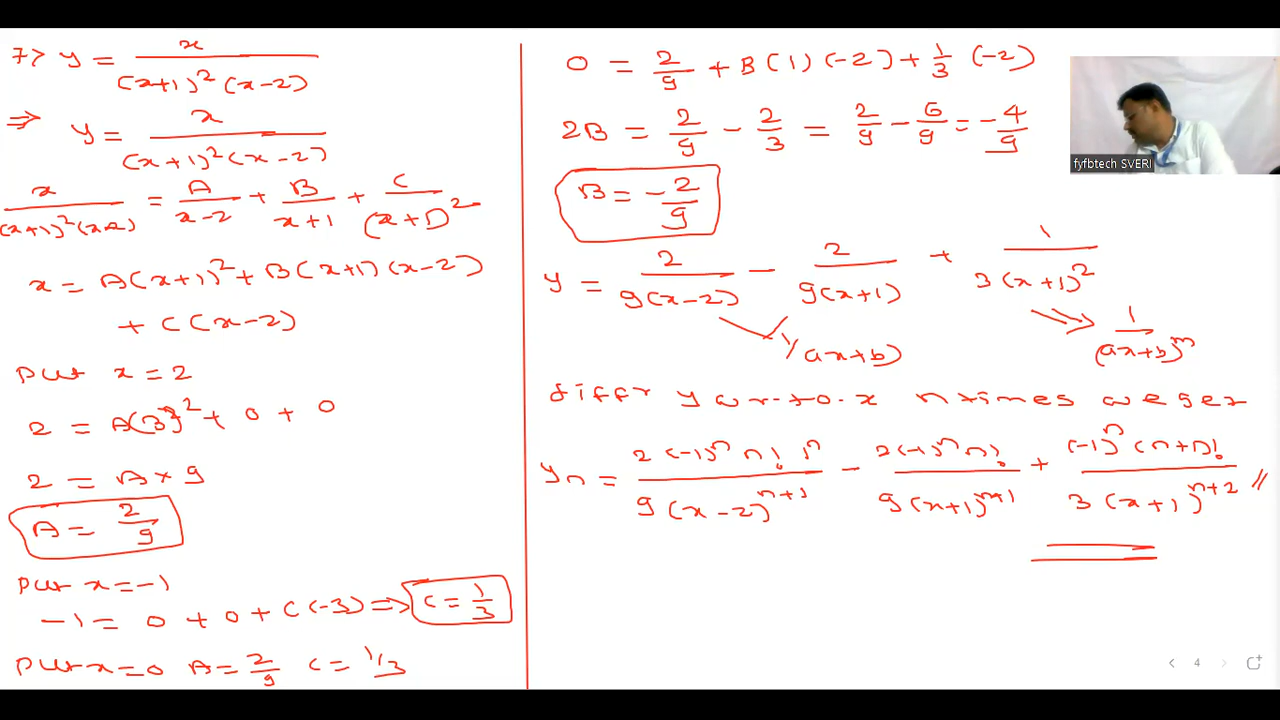 7> y = x / (x+1)² (x-2)
⇒ y = x / (x+1)² (x-2)
x / (x+1)² (x-2) = A / x-2 + B / x+1 + C / (x+1)²
x = A(x+1)² + B(x+1)(x-2)
+ C(x-2)
Put x = 2
2 = A(3)² + 0 + 0
2 = A × 9
A = 2/9
Put x = -1
-1 = 0 + 0 + C(-3) ⇒ C = 1/3
Put x = 0 A = 2/9 C = 1/3
0 = 2/9 + B(1)(-2) + 1/3 (-2)
2B = 2/9 - 2/3 = 2/9 - 6/9 = -4/9
B = -2/9
y = 2 / 9(x-2) - 2 / 9(x+1) + 1 / 3(x+1)²
1/(ax+b)
⇒ 1 / (ax+b)^m
diffr y w.r.to.x n times we get
yn = 2(-1)^n n! 1^n / 9(x-2)^n+1 - 2(-1)^n n! / 9(x+1)^n+1 + (-1)^n (n+1)! / 3(x+1)^n+2 //
fyfbtech SVERI
4